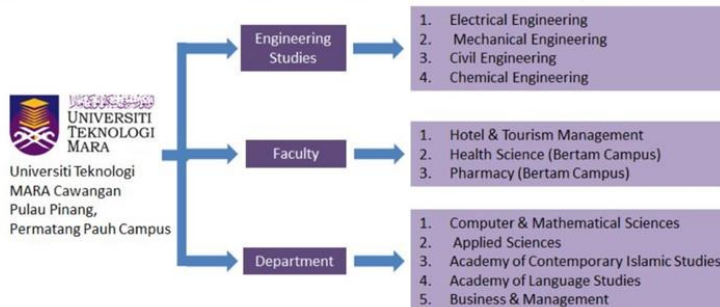 اونيۏرسيتي تيكنولوݢي مارا
UNIVERSITI
TEKNOLOGI
MARA
Universiti Teknologi
MARA Cawangan
Pulau Pinang,
Permatang Pauh Campus
Engineering
Studies
1. Electrical Engineering
2. Mechanical Engineering
3. Civil Engineering
4. Chemical Engineering
Faculty
1. Hotel & Tourism Management
2. Health Science (Bertam Campus)
3. Pharmacy (Bertam Campus)
Department
1. Computer & Mathematical Sciences
2. Applied Sciences
3. Academy of Contemporary Islamic Studies
4. Academy of Language Studies
5. Business & Management